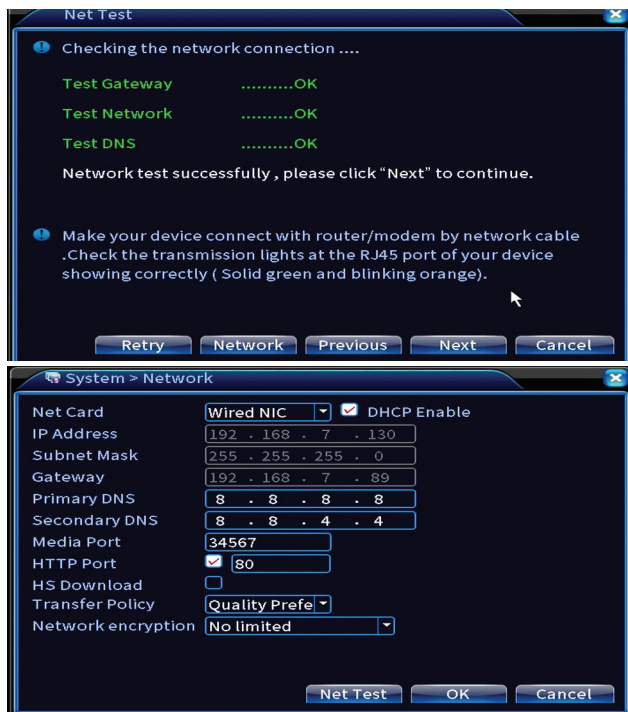 Net Test
Checking the network connection ....
Test Gateway ..........OK
Test Network ..........OK
Test DNS ..........OK
Network test successfully , please click “Next” to continue.
Make your device connect with router/modem by network cable
.Check the transmission lights at the RJ45 port of your device
showing correctly ( Solid green and blinking orange).
Retry Network Previous Next Cancel
System > Network
Net Card Wired NIC DHCP Enable
IP Address 192 . 168 . 7 . 130
Subnet Mask 255 . 255 . 255 . 0
Gateway 192 . 168 . 7 . 89
Primary DNS 8 . 8 . 8 . 8
Secondary DNS 8 . 8 . 4 . 4
Media Port 34567
HTTP Port 80
HS Download
Transfer Policy Quality Prefe
Network encryption No limited
Net Test OK Cancel